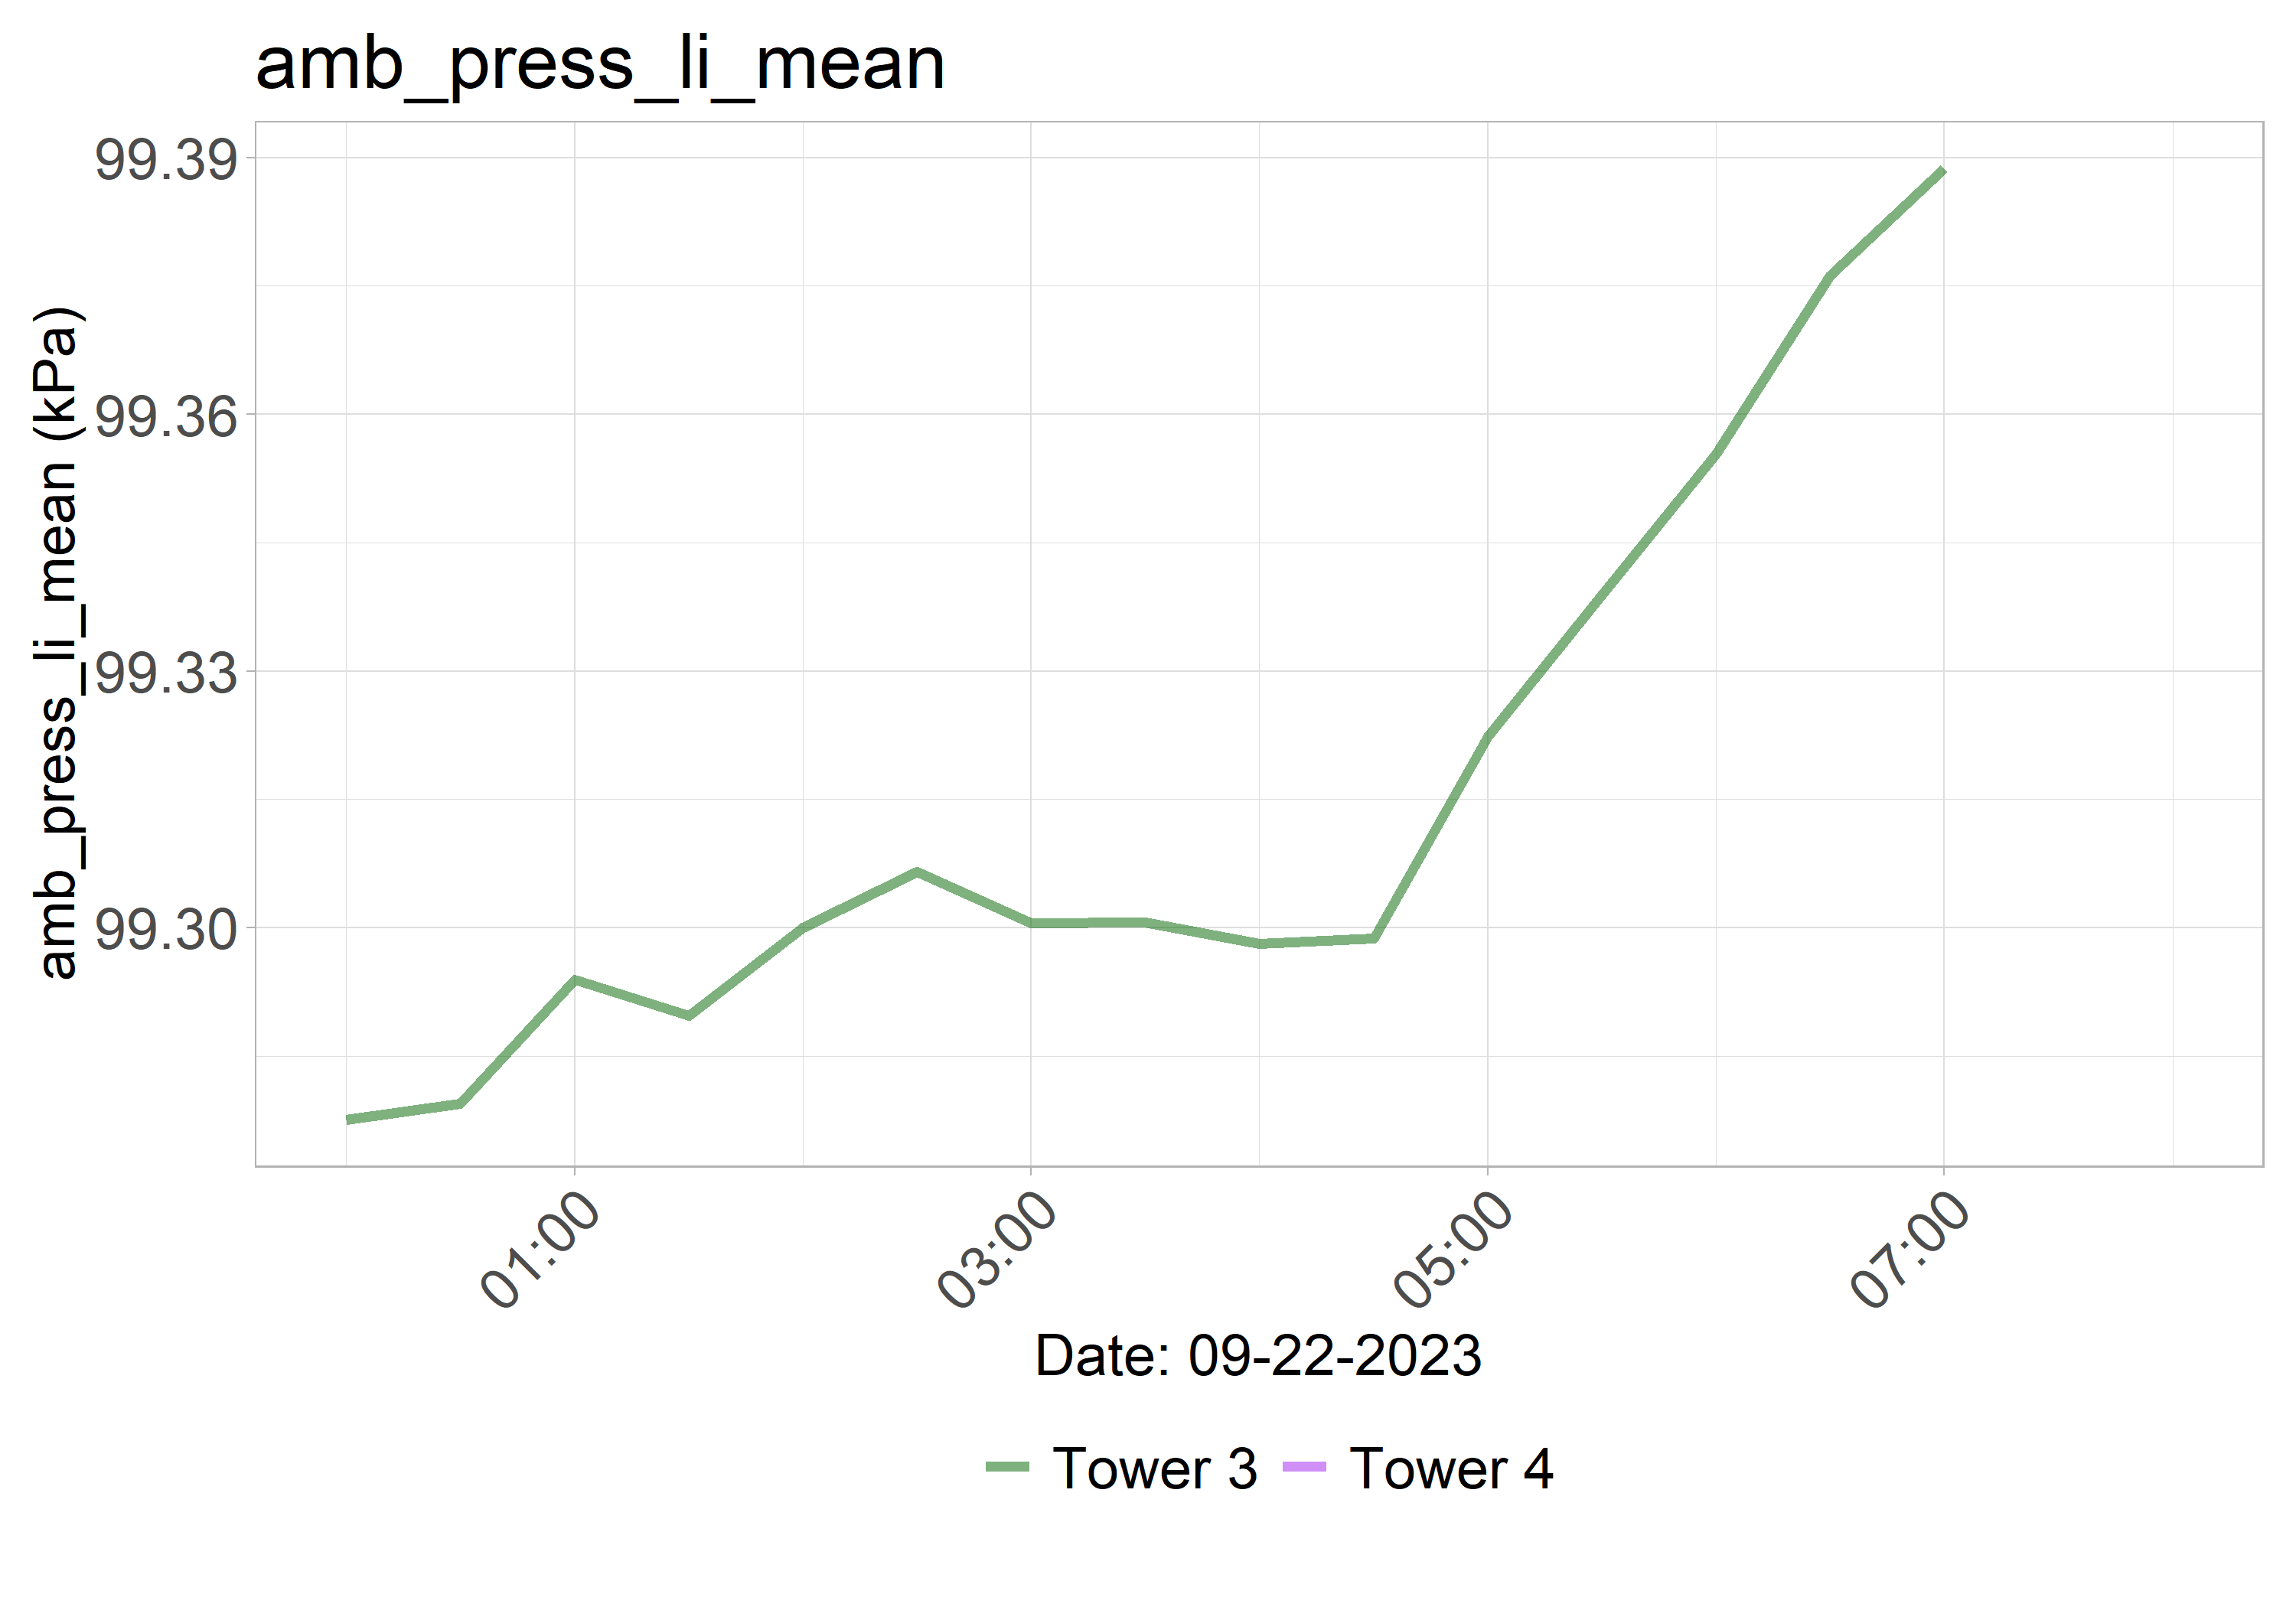 amb_press_li_mean
amb_press_li_mean (kPa)
99.39
99.36
99.33
99.30
01:00
03:00
05:00
07:00
Date: 09-22-2023
Tower 3
Tower 4